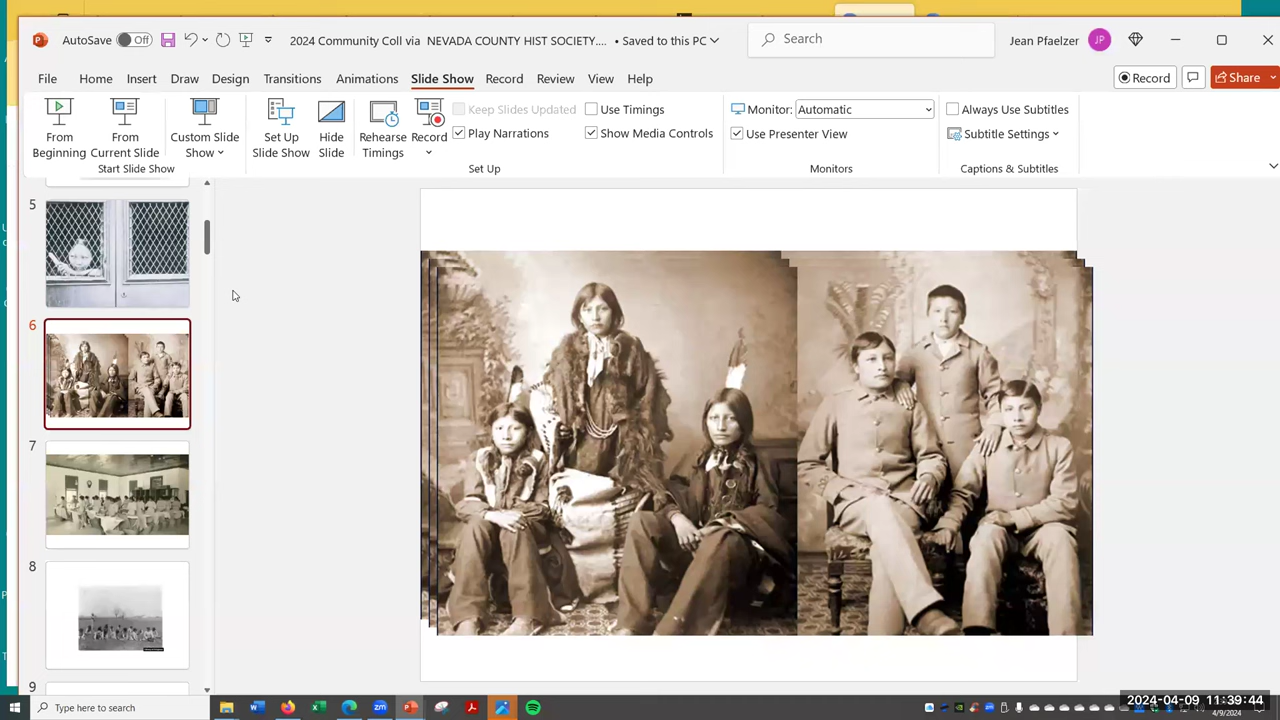 AutoSave Off
2024 Community Coll via NEVADA COUNTY HIST SOCIETY.... • Saved to this PC
Search
Jean Pfaelzer JP
File Home Insert Draw Design Transitions Animations Slide Show Record Review View Help
Record
Share
From Beginning
From Current Slide
Custom Slide Show
Set Up Slide Show
Hide Slide
Rehearse Timings
Record
Keep Slides Updated
Use Timings
Play Narrations
Show Media Controls
Monitor: Automatic
Use Presenter View
Always Use Subtitles
Subtitle Settings
Start Slide Show
Set Up
Monitors
Captions & Subtitles
5
6
7
8
9
Type here to search
2024-04-09 11:39:44
4/9/2024